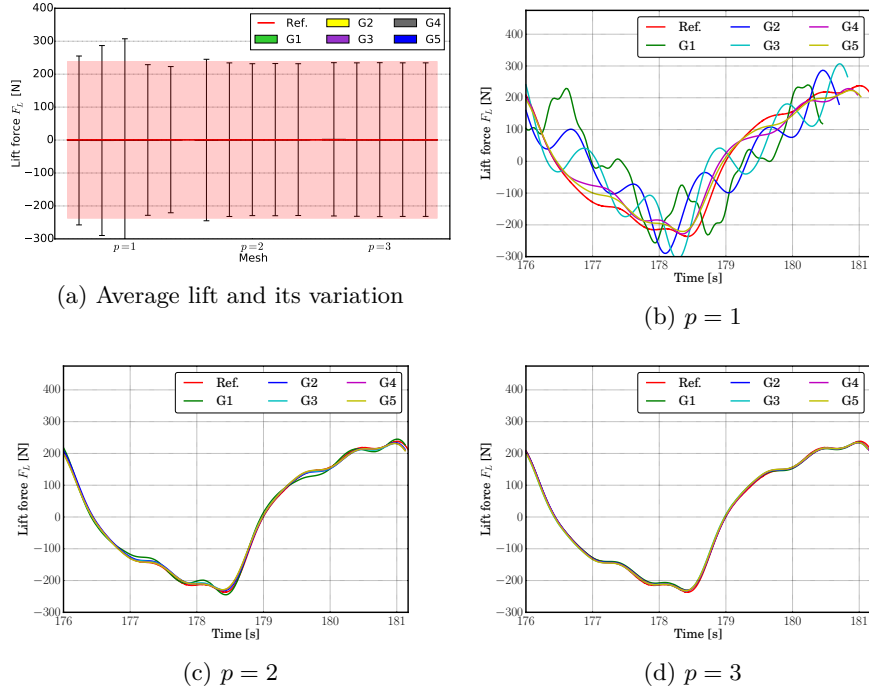 400
300
200
100
0
−100
−200
−300
Lift force F_L [N]
Ref.
G1
G2
G3
G4
G5
p=1
p=2
p=3
Mesh
(a) Average lift and its variation
400
300
200
100
0
−100
−200
−300
Lift force F_L [N]
Ref.
G1
G2
G3
G4
G5
176
177
178
179
180
181
Time [s]
(b) p = 1
400
300
200
100
0
−100
−200
−300
Lift force F_L [N]
Ref.
G1
G2
G3
G4
G5
176
177
178
179
180
181
Time [s]
(c) p = 2
400
300
200
100
0
−100
−200
−300
Lift force F_L [N]
Ref.
G1
G2
G3
G4
G5
176
177
178
179
180
181
Time [s]
(d) p = 3